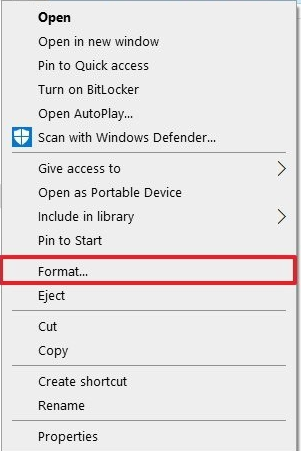 Open
Open in new window
Pin to Quick access
Turn on BitLocker
Open AutoPlay...
Scan with Windows Defender...
Give access to
Open as Portable Device
Include in library
Pin to Start
Format...
Eject
Cut
Copy
Create shortcut
Rename
Properties